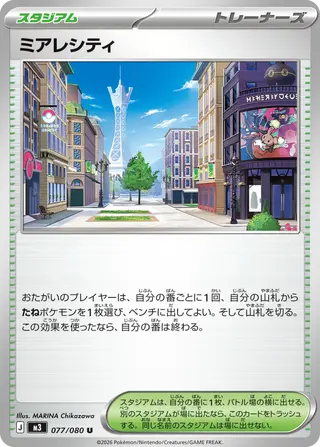 スタジアム
トレーナーズ
ミアレシティ
おたがいのプレイヤーは、自分の番ごとに1回、自分の山札から
たねポケモンを1枚選び、ベンチに出してよい。そして山札を切る。
この効果を使ったなら、自分の番は終わる。
Illus. MARINA Chikazawa
J M3 077/080 U
スタジアムは、自分の番に1枚、バトル場の横に出せる。
別のスタジアムが場に出たなら、このカードをトラッシュ
する。同じ名前のスタジアムは場に出せない。
©2026 Pokémon/Nintendo/Creatures/GAME FREAK.